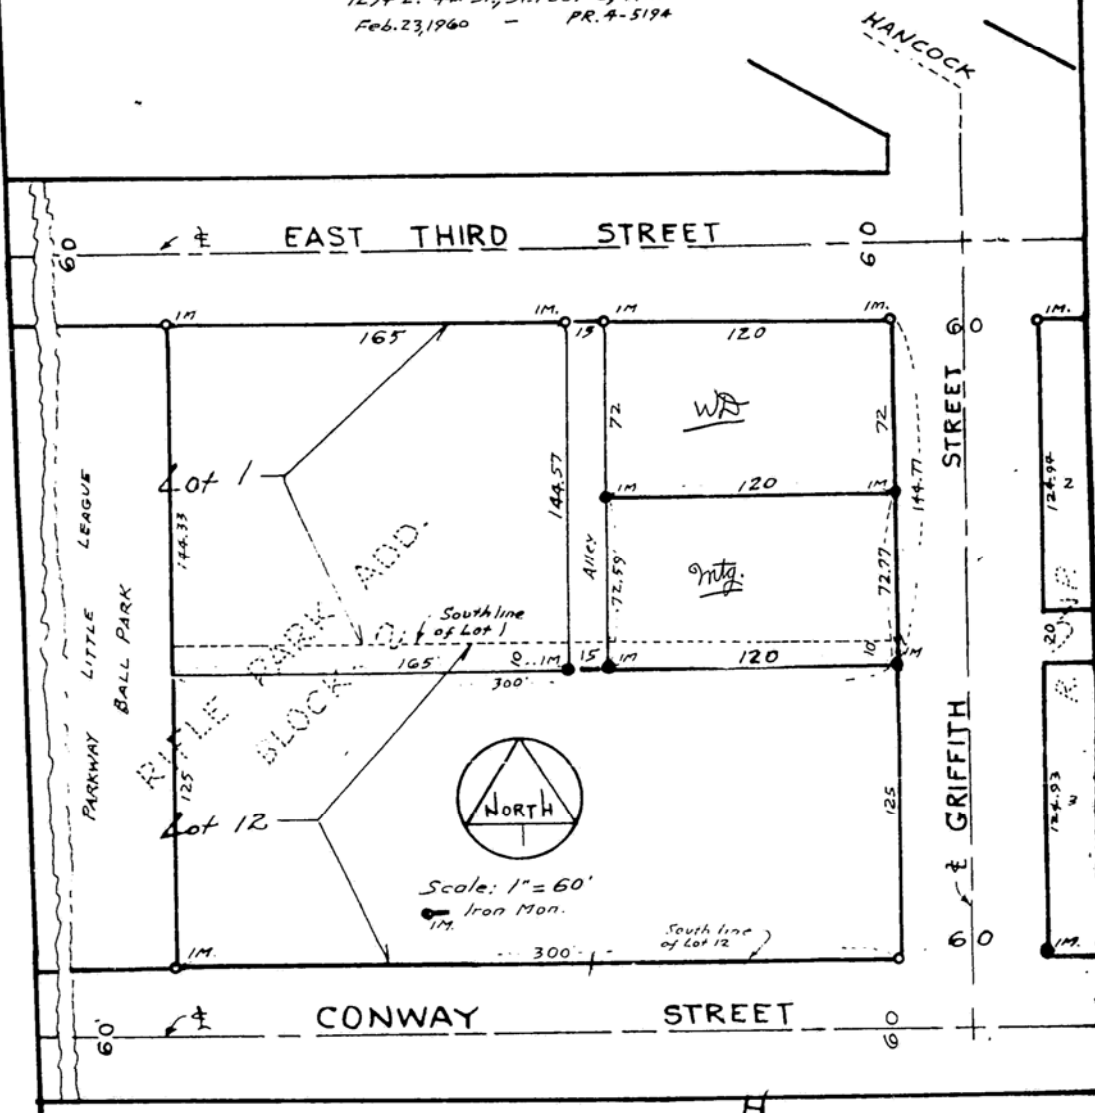 Feb. 23, 1960 - PR. A-5194
HANCOCK
60
℄
EAST THIRD STREET
60
IM
IM.
IM
IM.
IM.
165
15
120
60
WD
72
72
STREET
Lot 1
144.57
144.77
124.94
2
IM
120
IM
144.33
PARKWAY LITTLE LEAGUE
BALL PARK
RIFLE PARK ADD.
BLOCK
Alley
72.59'
Mtg.
72.77
South line
of Lot 1
20
165'
10
IM
15
IM
120
10
IM
300'
R.
125
NORTH
125
℄ GRIFFITH
124.93
3
Lot 12
Scale: 1" = 60'
Iron Mon.
IM.
South line
of Lot 12
60
IM.
IM.
300'
60'
℄
CONWAY STREET
60